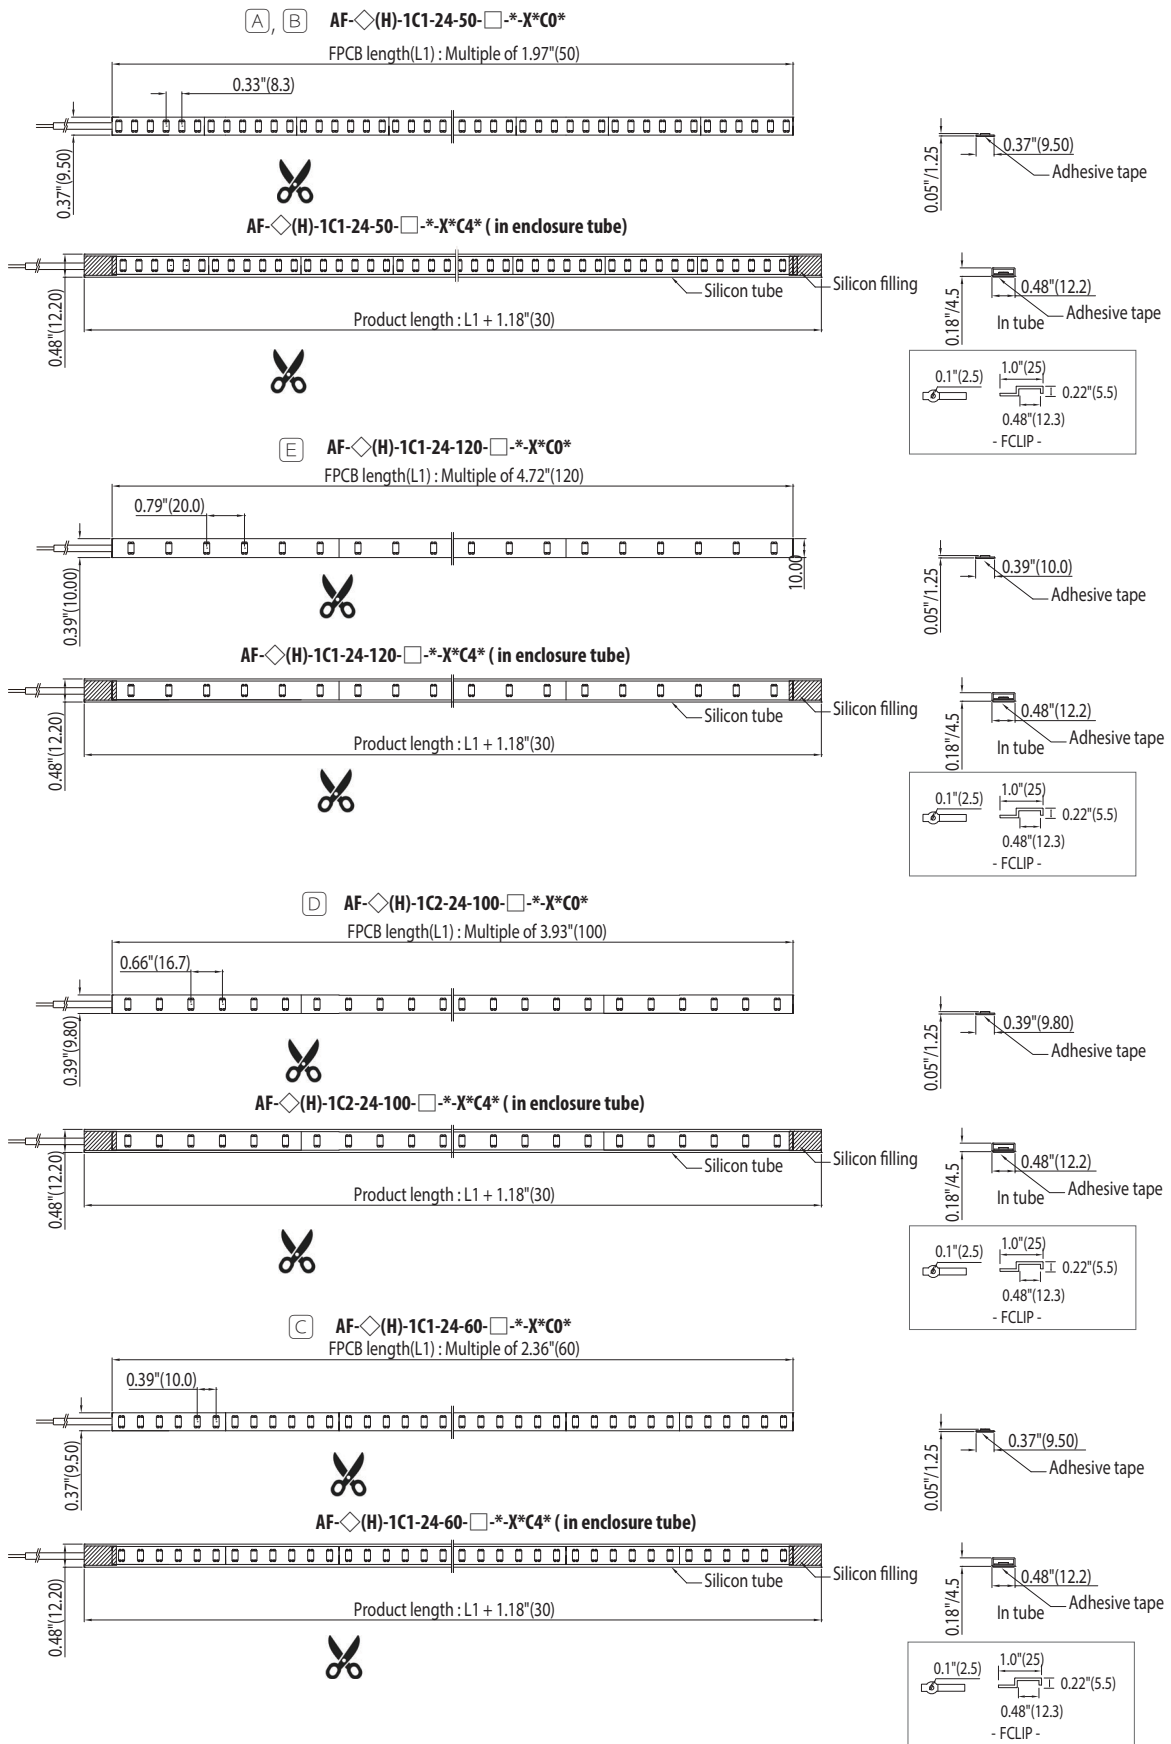 A, B AF-◇(H)-1C1-24-50-□-*-X*C0*
FPCB length(L1) : Multiple of 1.97"(50)
0.33"(8.3)
0.37"(9.50)
0.05"/1.25
0.37"(9.50)
Adhesive tape
AF-◇(H)-1C1-24-50-□-*-X*C4* ( in enclosure tube)
0.48"(12.20)
Silicon tube
Silicon filling
Product length : L1 + 1.18"(30)
0.18"/4.5
0.48"(12.2)
In tube
Adhesive tape
0.1"(2.5)
1.0"(25)
0.22"(5.5)
0.48"(12.3)
- FCLIP -
E AF-◇(H)-1C1-24-120-□-*-X*C0*
FPCB length(L1) : Multiple of 4.72"(120)
0.79"(20.0)
0.39"(10.00)
10.00
0.05"/1.25
0.39"(10.0)
Adhesive tape
AF-◇(H)-1C1-24-120-□-*-X*C4* ( in enclosure tube)
0.48"(12.20)
Silicon tube
Silicon filling
Product length : L1 + 1.18"(30)
0.18"/4.5
0.48"(12.2)
In tube
Adhesive tape
0.1"(2.5)
1.0"(25)
0.22"(5.5)
0.48"(12.3)
- FCLIP -
D AF-◇(H)-1C2-24-100-□-*-X*C0*
FPCB length(L1) : Multiple of 3.93"(100)
0.66"(16.7)
0.39"(9.80)
0.05"/1.25
0.39"(9.80)
Adhesive tape
AF-◇(H)-1C2-24-100-□-*-X*C4* ( in enclosure tube)
0.48"(12.20)
Silicon tube
Silicon filling
Product length : L1 + 1.18"(30)
0.18"/4.5
0.48"(12.2)
In tube
Adhesive tape
0.1"(2.5)
1.0"(25)
0.22"(5.5)
0.48"(12.3)
- FCLIP -
C AF-◇(H)-1C1-24-60-□-*-X*C0*
FPCB length(L1) : Multiple of 2.36"(60)
0.39"(10.0)
0.37"(9.50)
0.05"/1.25
0.37"(9.50)
Adhesive tape
AF-◇(H)-1C1-24-60-□-*-X*C4* ( in enclosure tube)
0.48"(12.20)
Silicon tube
Silicon filling
Product length : L1 + 1.18"(30)
0.18"/4.5
0.48"(12.2)
In tube
Adhesive tape
0.1"(2.5)
1.0"(25)
0.22"(5.5)
0.48"(12.3)
- FCLIP -